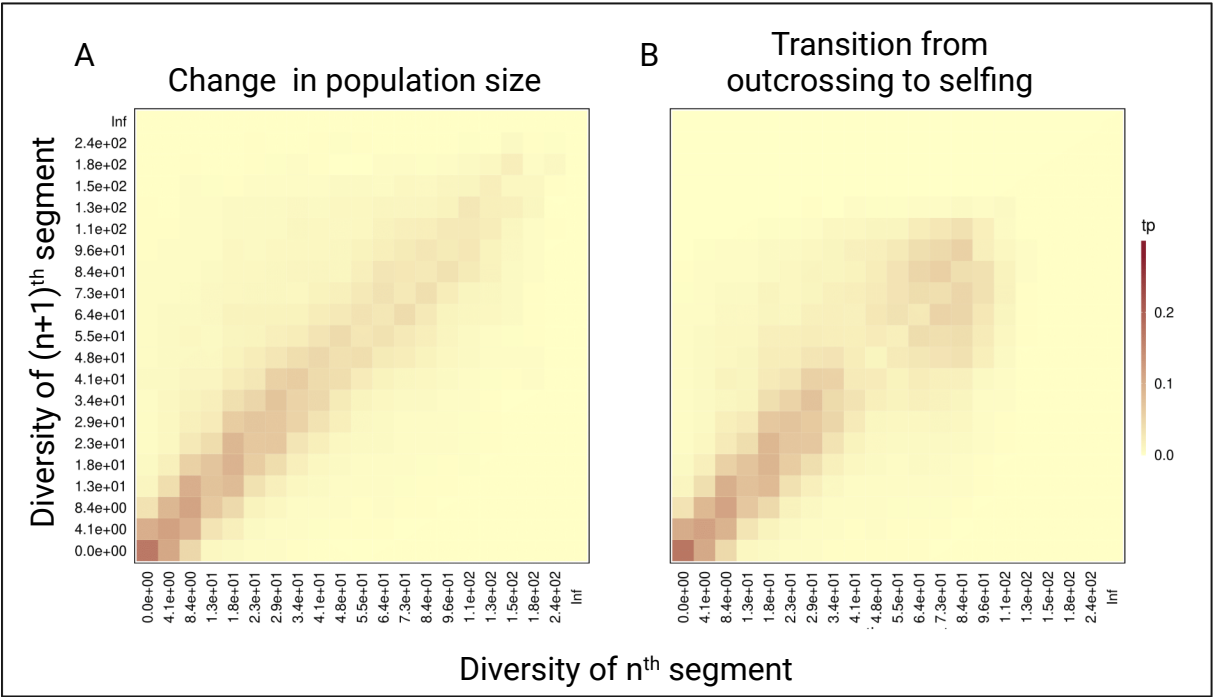 A
Change in population size
B
Transition from
outcrossing to selfing
Diversity of (n+1)th segment
Inf
2.4e+02
1.8e+02
1.5e+02
1.3e+02
1.1e+02
9.6e+01
8.4e+01
7.3e+01
6.4e+01
5.5e+01
4.8e+01
4.1e+01
3.4e+01
2.9e+01
2.3e+01
1.8e+01
1.3e+01
8.4e+00
4.1e+00
0.0e+00
0.0e+00
4.1e+00
8.4e+00
1.3e+01
1.8e+01
2.3e+01
2.9e+01
3.4e+01
4.1e+01
4.8e+01
5.5e+01
6.4e+01
7.3e+01
8.4e+01
9.6e+01
1.1e+02
1.3e+02
1.5e+02
1.8e+02
2.4e+02
Inf
0.0e+00
4.1e+00
8.4e+00
1.3e+01
1.8e+01
2.3e+01
2.9e+01
3.4e+01
4.1e+01
4.8e+01
5.5e+01
6.4e+01
7.3e+01
8.4e+01
9.6e+01
1.1e+02
1.3e+02
1.5e+02
1.8e+02
2.4e+02
Inf
tp
0.2
0.1
0.0
Diversity of nth segment